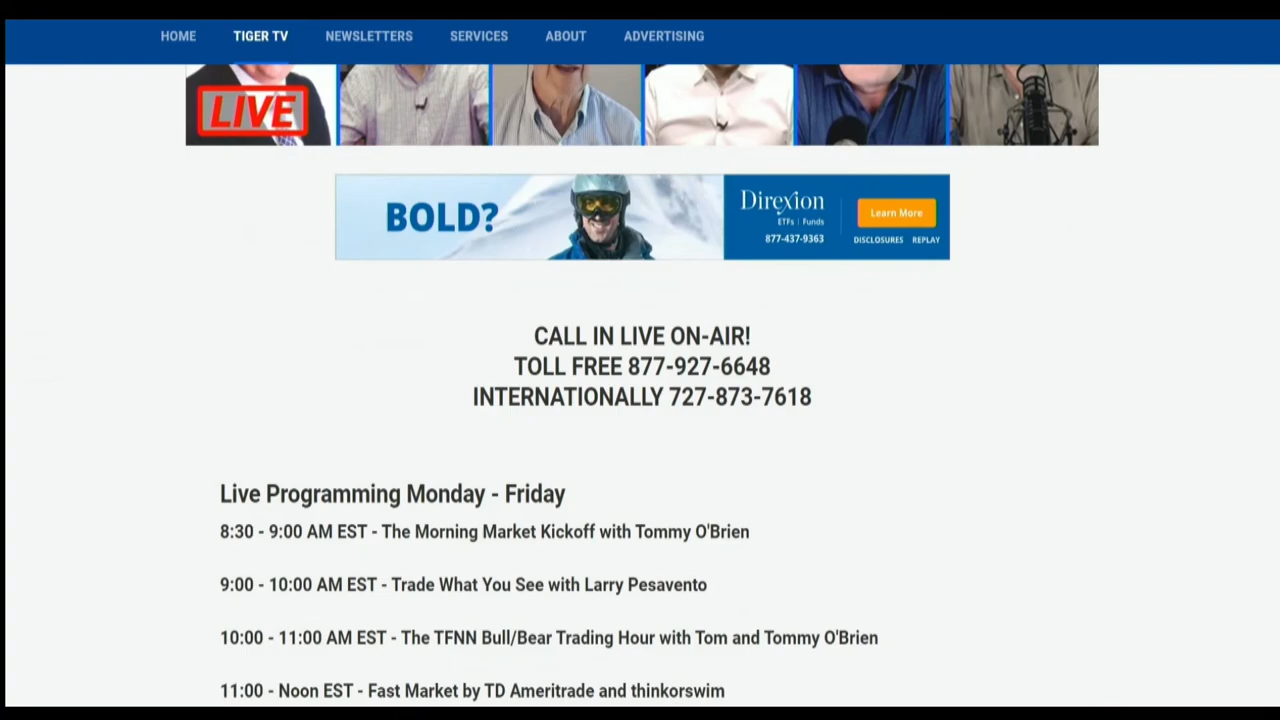 HOME TIGER TV NEWSLETTERS SERVICES ABOUT ADVERTISING
LIVE
BOLD?
Direxion
ETFs | Funds
877-437-9363
Learn More
DISCLOSURES REPLAY
CALL IN LIVE ON-AIR!
TOLL FREE 877-927-6648
INTERNATIONALLY 727-873-7618
Live Programming Monday - Friday
8:30 - 9:00 AM EST - The Morning Market Kickoff with Tommy O'Brien
9:00 - 10:00 AM EST - Trade What You See with Larry Pesavento
10:00 - 11:00 AM EST - The TFNN Bull/Bear Trading Hour with Tom and Tommy O'Brien
11:00 - Noon EST - Fast Market by TD Ameritrade and thinkorswim